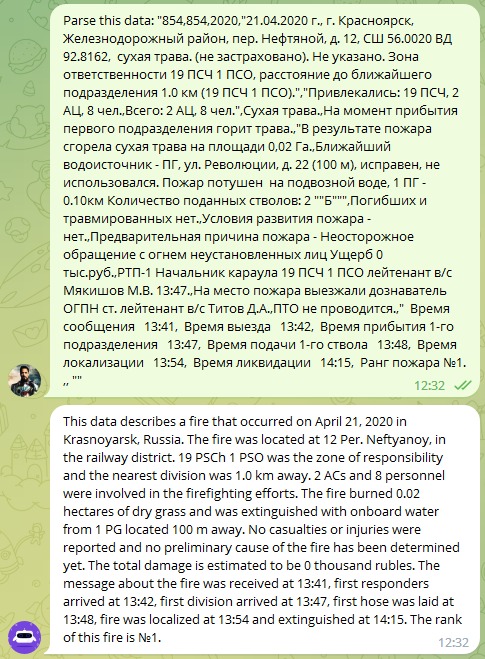 Parse this data: "854,854,2020,"21.04.2020 г., г. Красноярск,
Железнодорожный район, пер. Нефтяной, д. 12, СШ 56.0020 ВД
92.8162,  сухая трава. (не застраховано). Не указано. Зона
ответственности 19 ПСЧ 1 ПСО, расстояние до ближайшего
подразделения 1.0 км (19 ПСЧ 1 ПСО).","Привлекались: 19 ПСЧ, 2
АЦ, 8 чел.,Всего: 2 АЦ, 8 чел.",Сухая трава.,На момент прибытия
первого подразделения горит трава.,"В результате пожара
сгорела сухая трава на площади 0,02 Га.,Ближайший
водоисточник - ПГ, ул. Революции, д. 22 (100 м), исправен, не
использовался. Пожар потушен  на подвозной воде, 1 ПГ -
0.10км Количество поданных стволов: 2 ""Б""",Погибших и
травмированных нет.,Условия развития пожара -
нет.,Предварительная причина пожара - Неосторожное
обращение с огнем неустановленных лиц Ущерб 0
тыс.руб.,РТП-1 Начальник караула 19 ПСЧ 1 ПСО лейтенант в/с
Мякишов М.В. 13:47.,На место пожара выезжали дознаватель
ОГПН ст. лейтенант в/с Титов Д.А.,ПТО не проводится.,"  Время
сообщения   13:41,  Время выезда   13:42,  Время прибытия 1-го
подразделения   13:47,  Время подачи 1-го ствола   13:48,  Время
локализации   13:54,  Время ликвидации   14:15,  Ранг пожара №1.
,, ""
12:32
This data describes a fire that occurred on April 21, 2020 in
Krasnoyarsk, Russia. The fire was located at 12 Per. Neftyanoy, in
the railway district. 19 PSCh 1 PSO was the zone of responsibility
and the nearest division was 1.0 km away. 2 ACs and 8 personnel
were involved in the firefighting efforts. The fire burned 0.02
hectares of dry grass and was extinguished with onboard water
from 1 PG located 100 m away. No casualties or injuries were
reported and no preliminary cause of the fire has been determined
yet. The total damage is estimated to be 0 thousand rubles. The
message about the fire was received at 13:41, first responders
arrived at 13:42, first division arrived at 13:47, first hose was laid at
13:48, fire was localized at 13:54 and extinguished at 14:15. The rank
of this fire is №1.
12:32